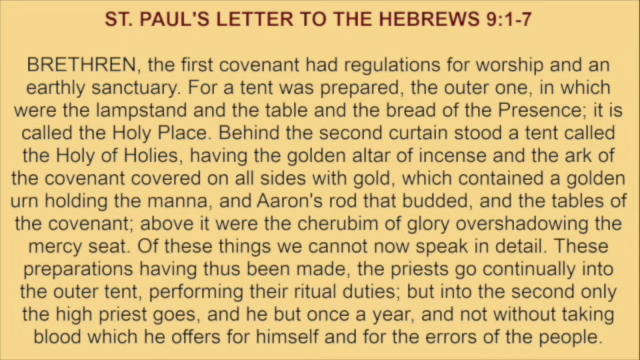 ST. PAUL'S LETTER TO THE HEBREWS 9:1-7
BRETHREN, the first covenant had regulations for worship and an
earthly sanctuary. For a tent was prepared, the outer one, in which
were the lampstand and the table and the bread of the Presence; it is
called the Holy Place. Behind the second curtain stood a tent called
the Holy of Holies, having the golden altar of incense and the ark of
the covenant covered on all sides with gold, which contained a golden
urn holding the manna, and Aaron's rod that budded, and the tables of
the covenant; above it were the cherubim of glory overshadowing the
mercy seat. Of these things we cannot now speak in detail. These
preparations having thus been made, the priests go continually into
the outer tent, performing their ritual duties; but into the second only
the high priest goes, and he but once a year, and not without taking
blood which he offers for himself and for the errors of the people.